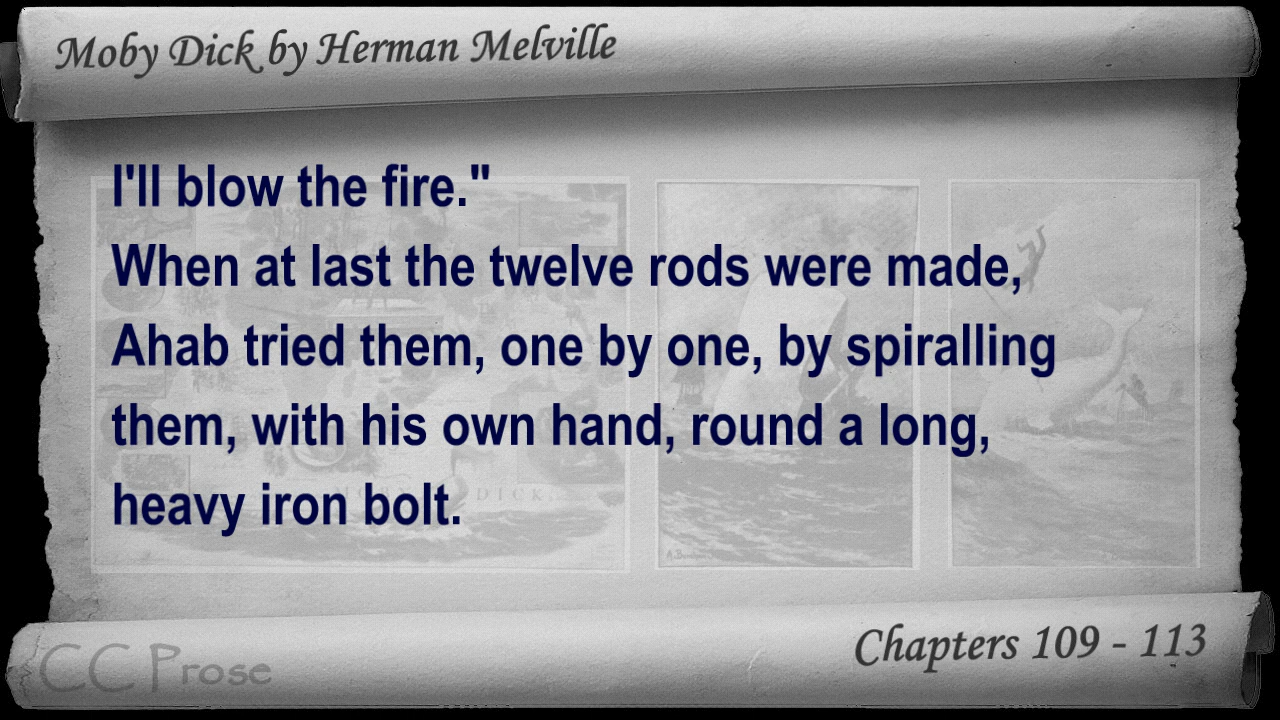 Moby Dick by Herman Melville
I'll blow the fire."
When at last the twelve rods were made,
Ahab tried them, one by one, by spiralling
them, with his own hand, round a long,
heavy iron bolt.
MOBY DICK
Chapters 109 - 113
CC Prose